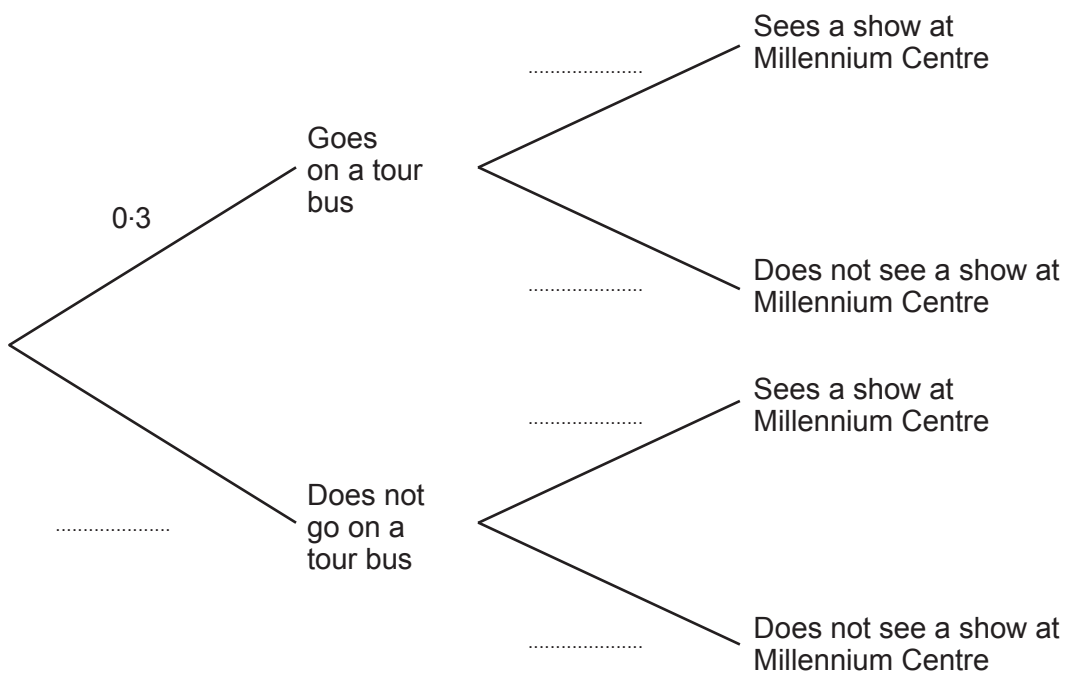 Sees a show at
Millennium Centre
.....................
Goes
on a tour
bus
0·3
Does not see a show at
Millennium Centre
.....................
Sees a show at
Millennium Centre
.....................
Does not
go on a
tour bus
.....................
Does not see a show at
Millennium Centre
.....................